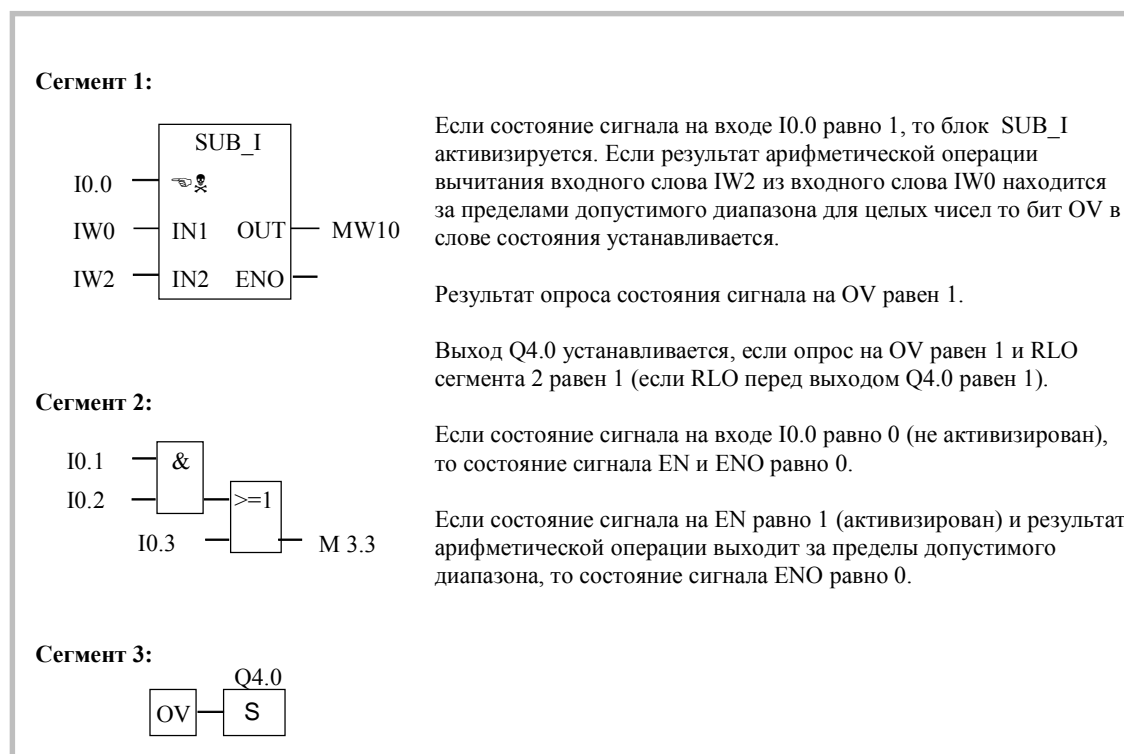 Сегмент 1:
SUB_I
I0.0
☜☠
IW0
IN1
OUT
MW10
IW2
IN2
ENO
Если состояние сигнала на входе I0.0 равно 1, то блок SUB_I
активизируется. Если результат арифметической операции
вычитания входного слова IW2 из входного слова IW0 находится
за пределами допустимого диапазона для целых чисел то бит OV в
слове состояния устанавливается.
Результат опроса состояния сигнала на OV равен 1.
Выход Q4.0 устанавливается, если опрос на OV равен 1 и RLO
сегмента 2 равен 1 (если RLO перед выходом Q4.0 равен 1).
Сегмент 2:
I0.1
&
I0.2
>=1
I0.3
M 3.3
Если состояние сигнала на входе I0.0 равно 0 (не активизирован),
то состояние сигнала EN и ENO равно 0.
Если состояние сигнала на EN равно 1 (активизирован) и результат
арифметической операции выходит за пределы допустимого
диапазона, то состояние сигнала ENO равно 0.
Сегмент 3:
Q4.0
OV
S